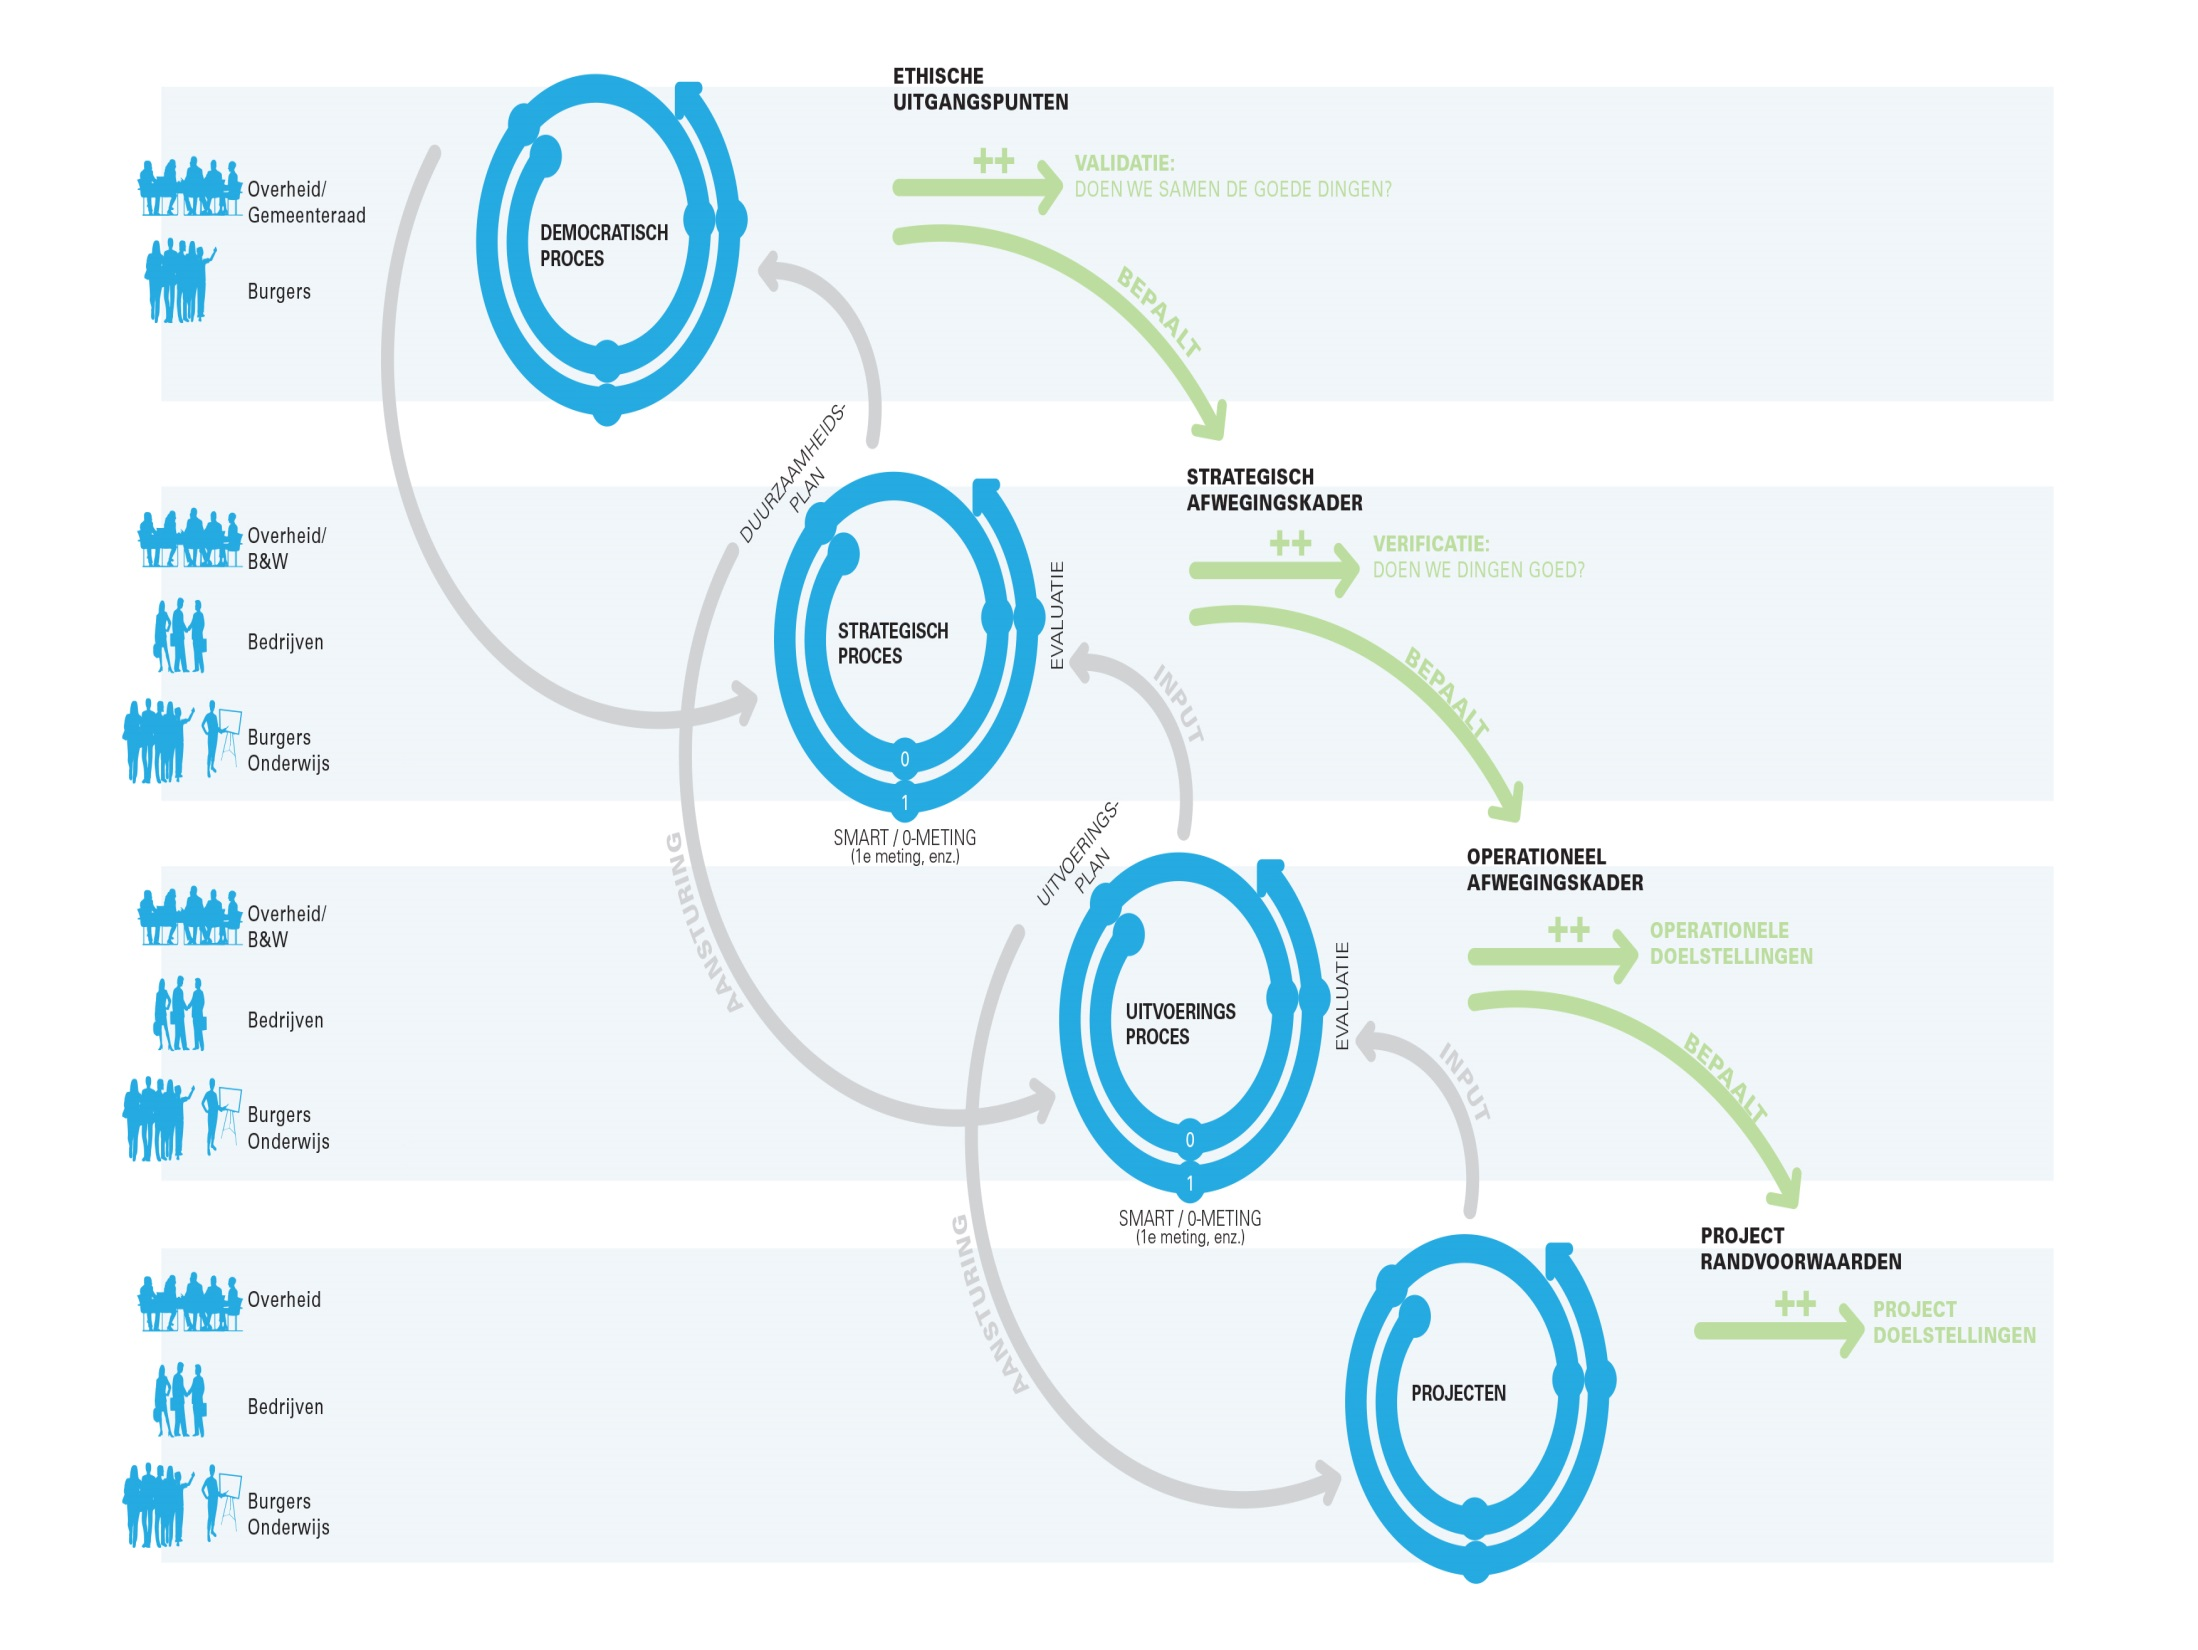 ETHISCHE
UITGANGSPUNTEN
++
VALIDATIE:
DOEN WE SAMEN DE GOEDE DINGEN?
Overheid/
Gemeenteraad
Burgers
DEMOCRATISCH
PROCES
BEPAALT
DUURZAAMHEIDS-
PLAN
STRATEGISCH
AFWEGINGSKADER
++
VERIFICATIE:
DOEN WE DINGEN GOED?
Overheid/
B&W
Bedrijven
Burgers
Onderwijs
STRATEGISCH
PROCES
EVALUATIE
INPUT
BEPAALT
0
1
SMART / 0-METING
(1e meting, enz.)
AANSTURING
UITVOERINGS-
PLAN
OPERATIONEEL
AFWEGINGSKADER
++
OPERATIONELE
DOELSTELLINGEN
Overheid/
B&W
Bedrijven
Burgers
Onderwijs
UITVOERINGS
PROCES
EVALUATIE
INPUT
BEPAALT
0
1
SMART / 0-METING
(1e meting, enz.)
AANSTURING
PROJECT
RANDVOORWAARDEN
++
PROJECT
DOELSTELLINGEN
Overheid
Bedrijven
Burgers
Onderwijs
PROJECTEN